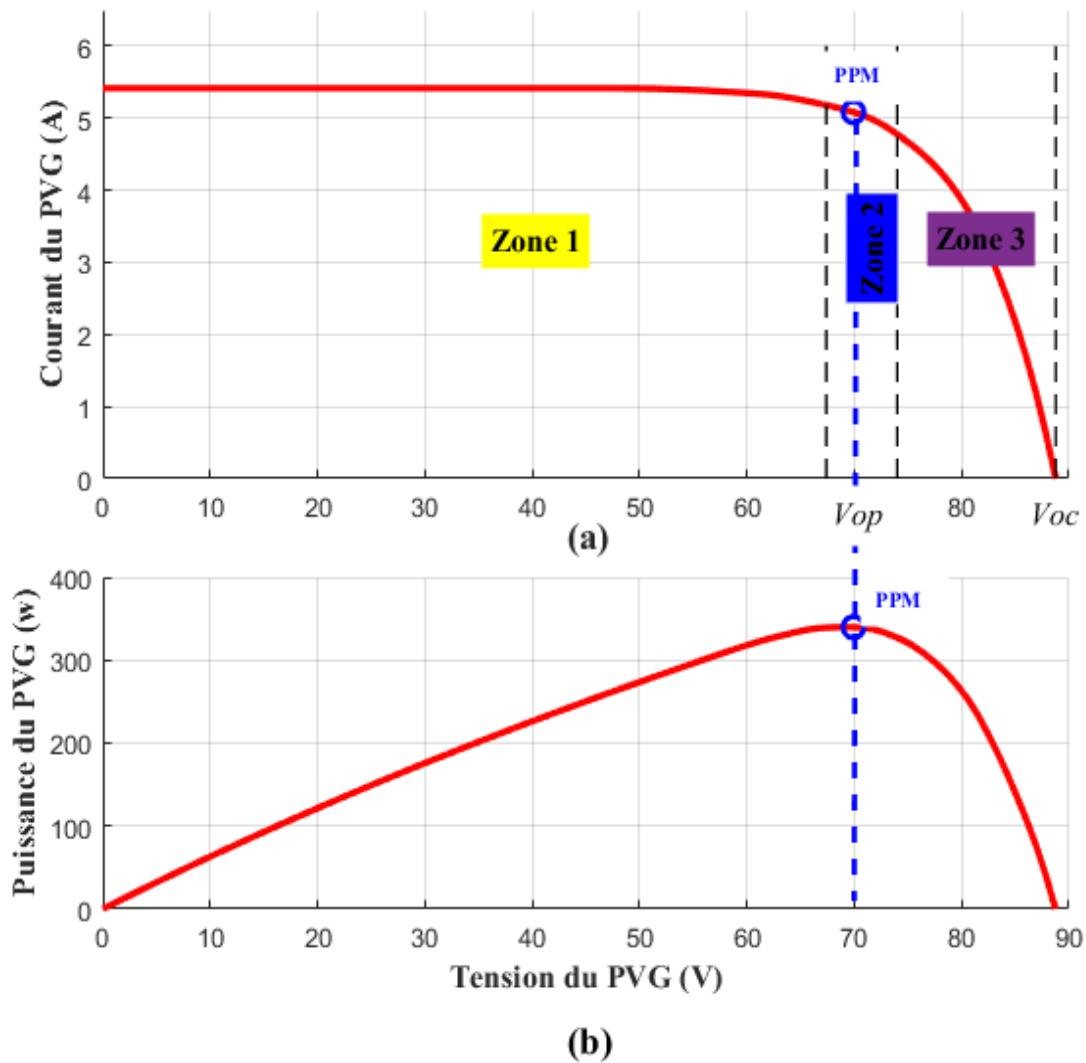 Courant du PVG (A)
6
5
4
3
2
1
0
PPM
Zone 1
Zone 2
Zone 3
0 10 20 30 40 50 60 Vop 80 Voc
(a)
Puissance du PVG (w)
400
300
200
100
0
PPM
0 10 20 30 40 50 60 70 80 90
Tension du PVG (V)
(b)